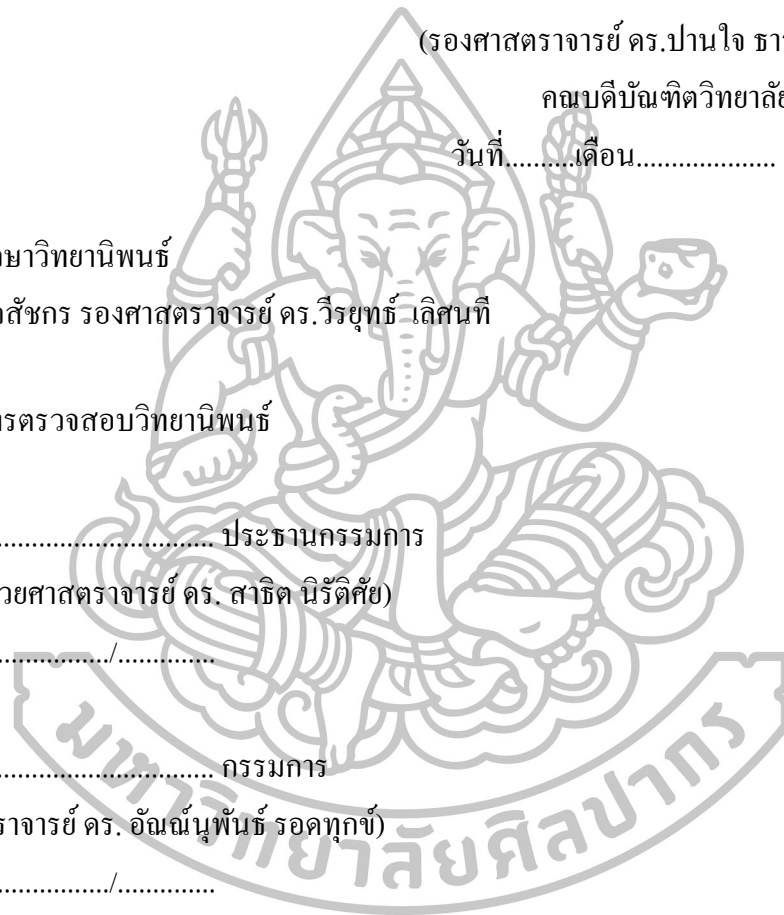 (รองศาสตราจารย์ ดร.ปานใจ
คณบดีบัณฑิตวิทยาลัย
วันที่..........เดือน....................
ษาวิทยานิพนธ์
สัชกร รองศาสตราจารย์ ดร.วีรยุทธ์ เลิศนที
รตรวจสอบวิทยานิพนธ์
............................... ประธานกรรมการ
วยศาสตราจารย์ ดร. สาธิต นิรัติศัย)
................/..............
............................... กรรมการ
ราจารย์ ดร. อัณณ์นุพันธ์ รอดทุกข์)
................/..............
มหาวิทยาลัยศิลปากร